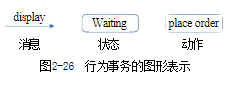 display Waiting place order
消息 状态 动作
图2-26 行为事务的图形表示